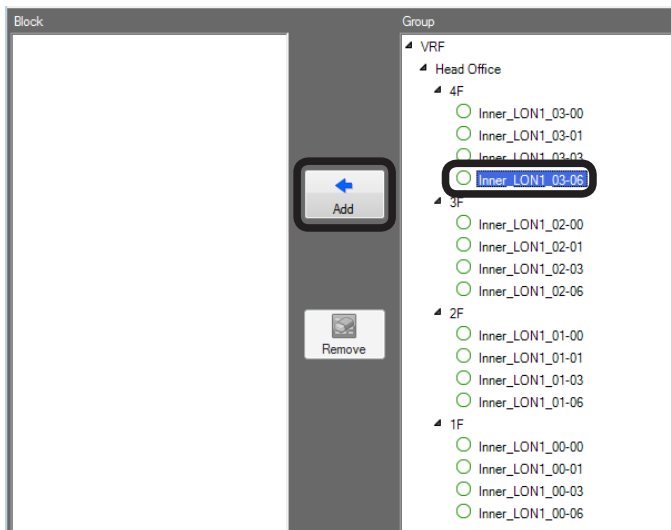 Block
Add
Remove
Group
VRF
Head Office
4F
Inner_LON1_03-00
Inner_LON1_03-01
Inner_LON1_03-03
Inner_LON1_03-06
3F
Inner_LON1_02-00
Inner_LON1_02-01
Inner_LON1_02-03
Inner_LON1_02-06
2F
Inner_LON1_01-00
Inner_LON1_01-01
Inner_LON1_01-03
Inner_LON1_01-06
1F
Inner_LON1_00-00
Inner_LON1_00-01
Inner_LON1_00-03
Inner_LON1_00-06